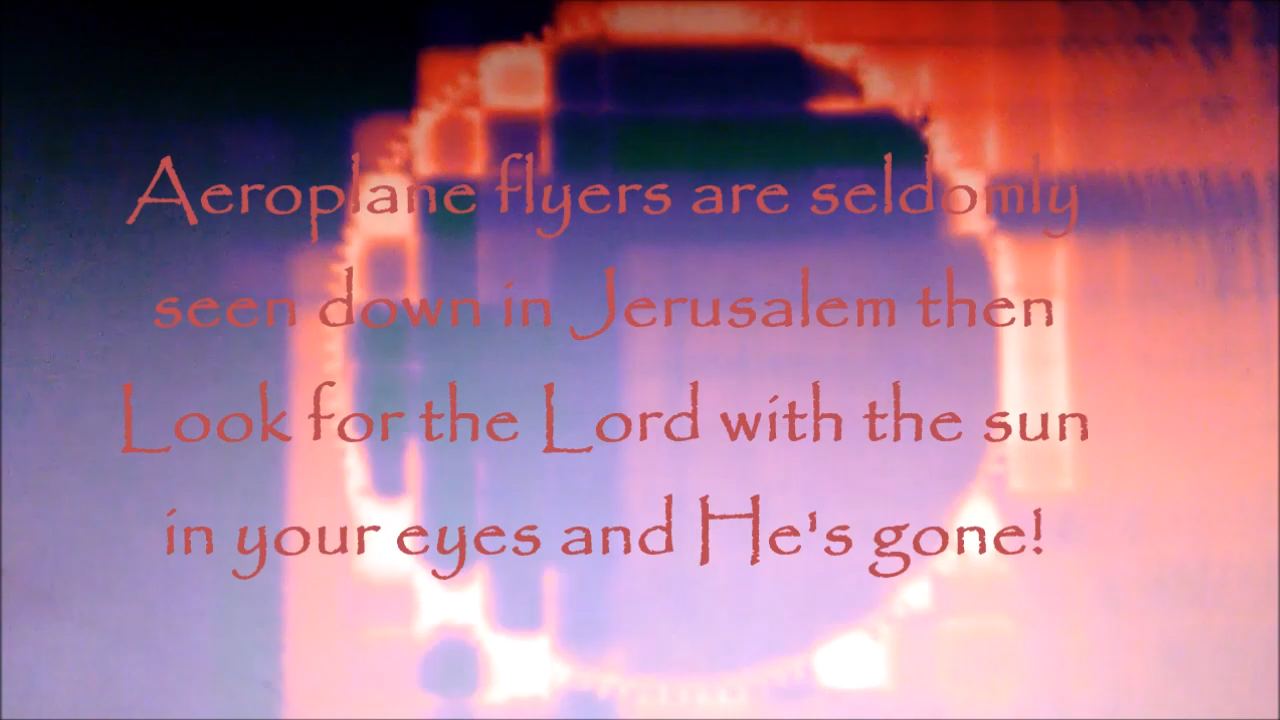 Aeroplane flyers are seldomly
seen down in Jerusalem then
Look for the Lord with the sun
in your eyes and He's gone!